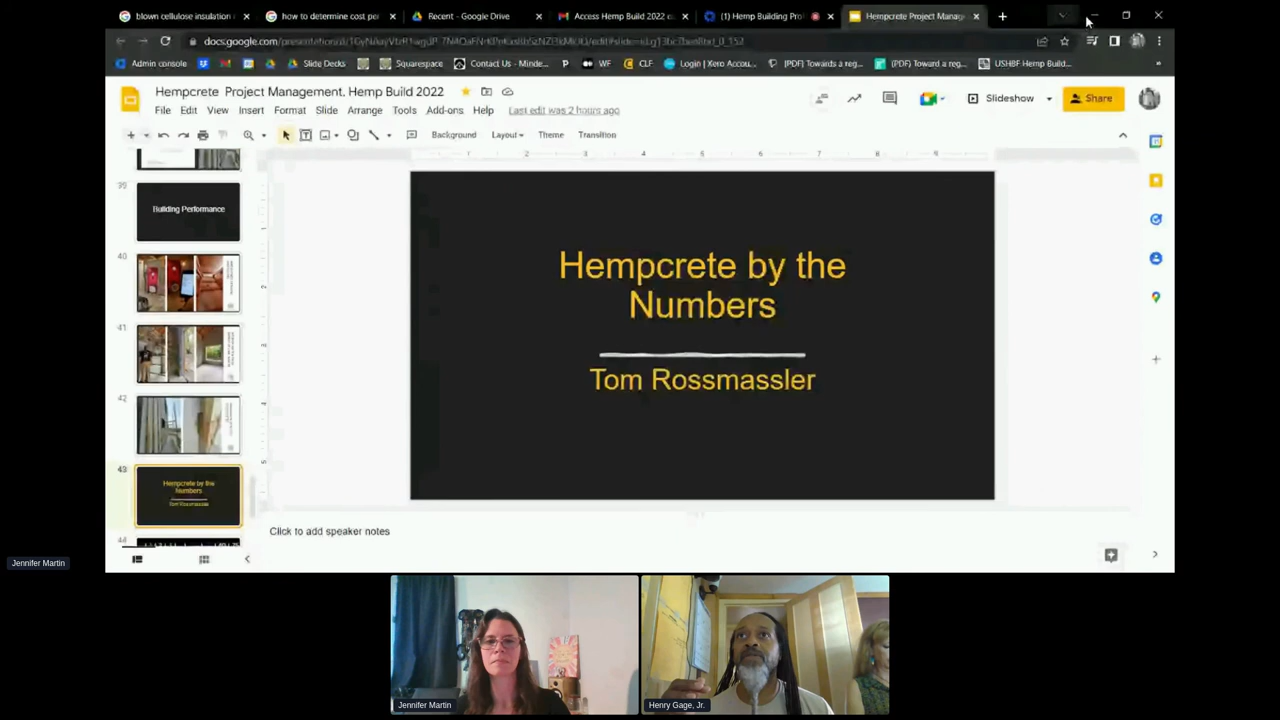 blown cellulose insulation
how to determine cost per
Recent - Google Drive
Access Hemp Build 2022
(1) Hemp Building Pro
Hempcrete Project Manag
docs.google.com/presentation/d/
Admin console
Slide Decks
Squarespace
Contact Us - Minde...
WF
CLF
Login | Xero Accou...
[PDF] Towards a reg...
[PDF] Toward a reg...
USHBF Hemp Build...
Hempcrete Project Management, Hemp Build 2022
File Edit View Insert Format Slide Arrange Tools Add-ons Help Last edit was 2 hours ago
Slideshow
Share
Background Layout Theme Transition
Building Performance
40
41
42
43
Hempcrete by the
Numbers
Tom Rossmassler
44
Hempcrete by the
Numbers
Tom Rossmassler
Click to add speaker notes
Jennifer Martin
Jennifer Martin
Henry Gage, Jr.